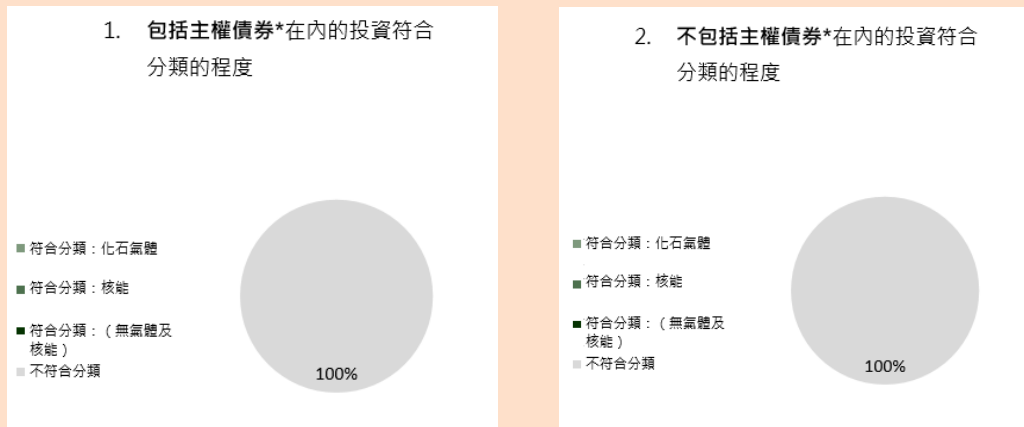 1. 包括主權債券*在內的投資符合
分類的程度
符合分類：化石氣體
符合分類：核能
符合分類：（無氣體及
核能）
不符合分類
100%
2. 不包括主權債券*在內的投資符合
分類的程度
符合分類：化石氣體
符合分類：核能
符合分類：（無氣體及
核能）
不符合分類
100%